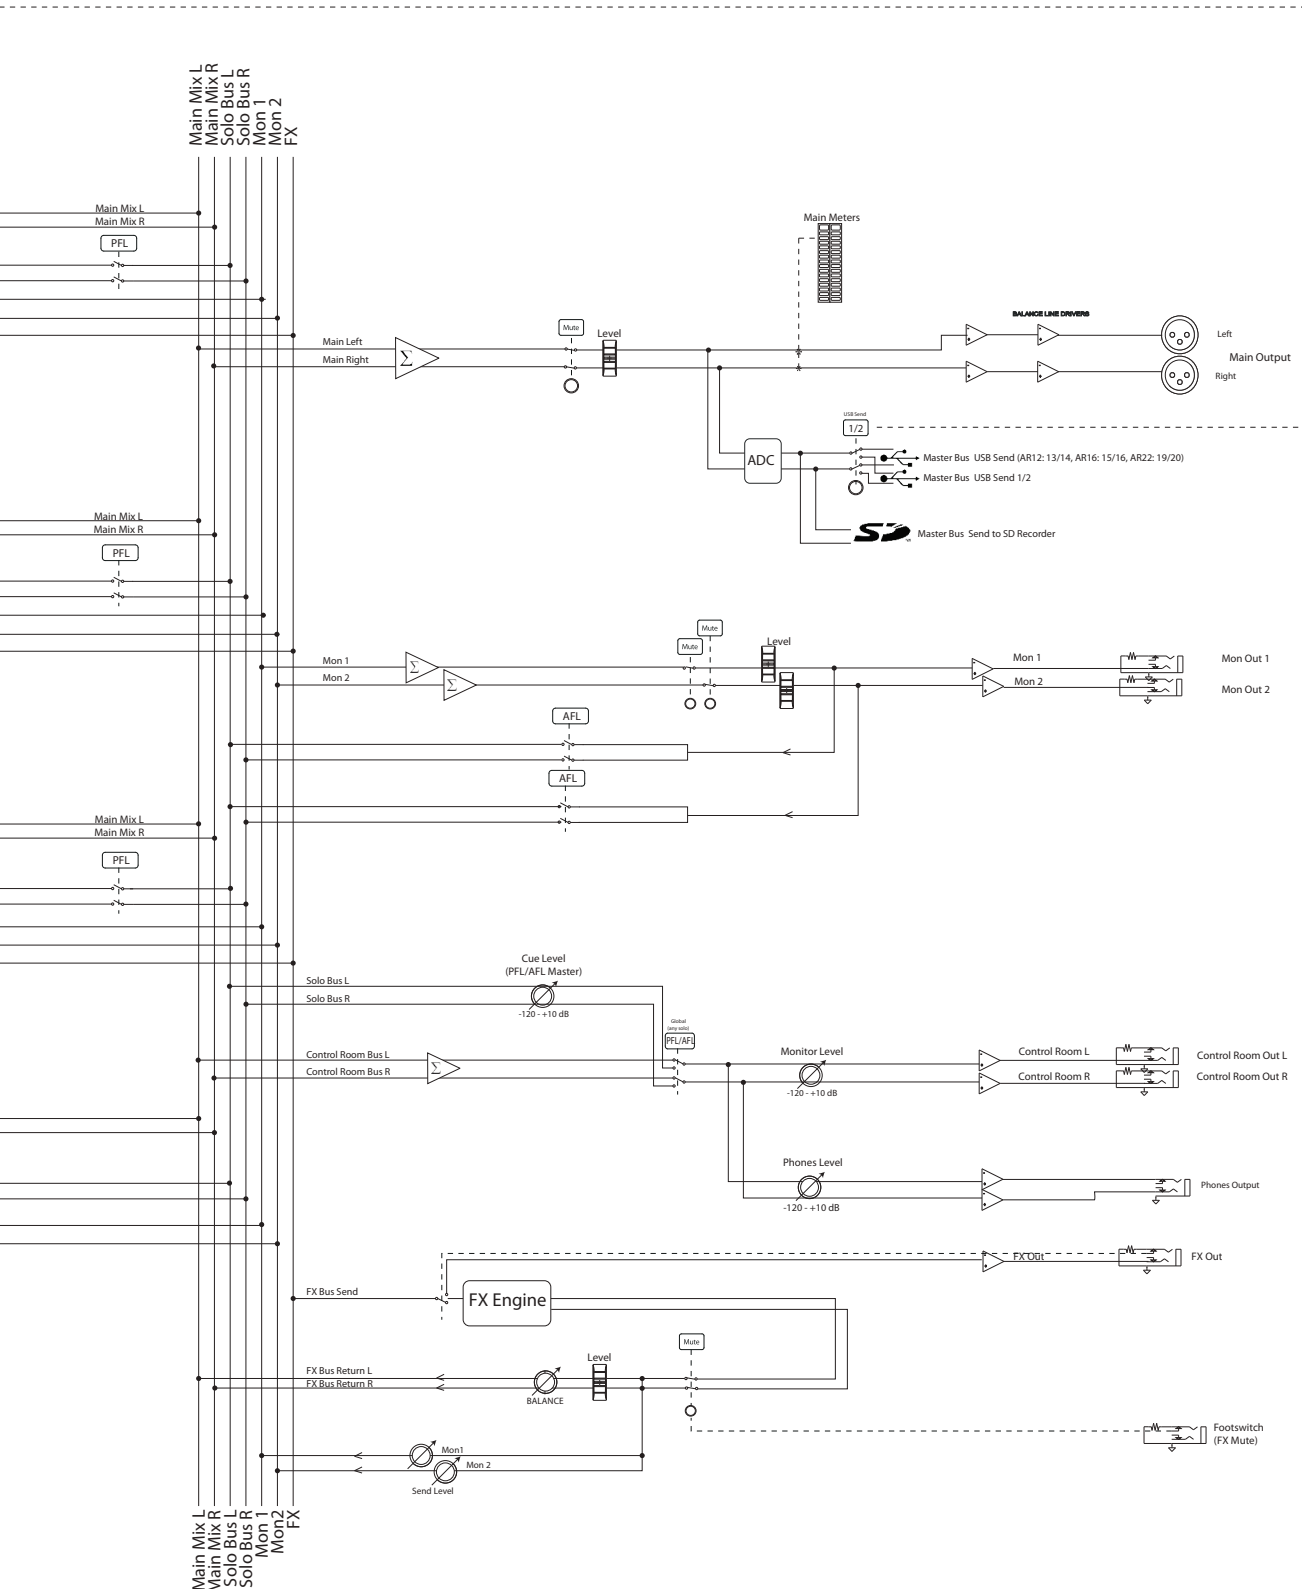 Main Mix L
Main Mix R
Solo Bus L
Solo Bus R
Mon 1
Mon 2
FX
Main Mix L
Main Mix R
PFL
Main Meters
BALANCE LINE DRIVERS
Mute
Level
Main Left
Main Right
Left
Main Output
Right
USB Send
1/2
ADC
Master Bus USB Send (AR12: 13/14, AR16: 15/16, AR22: 19/20)
Master Bus USB Send 1/2
SD
Master Bus Send to SD Recorder
Main Mix L
Main Mix R
PFL
Mute
Mute
Level
Mon 1
Mon 2
Σ
Σ
Σ
Mon 1
Mon 2
Mon Out 1
Mon Out 2
AFL
AFL
Main Mix L
Main Mix R
PFL
Cue Level
(PFL/AFL Master)
Solo Bus L
Solo Bus R
-120 - +10 dB
Global
(any solo)
PFL/AFL
Control Room Bus L
Control Room Bus R
Σ
Monitor Level
-120 - +10 dB
Control Room L
Control Room R
Control Room Out L
Control Room Out R
Phones Level
-120 - +10 dB
Phones Output
FX Out
FX Out
FX Bus Send
FX Engine
Mute
Level
FX Bus Return L
FX Bus Return R
BALANCE
Footswitch
(FX Mute)
Mon1
Mon 2
Send Level
Main Mix L
Main Mix R
Solo Bus L
Solo Bus R
Mon 1
Mon2
FX